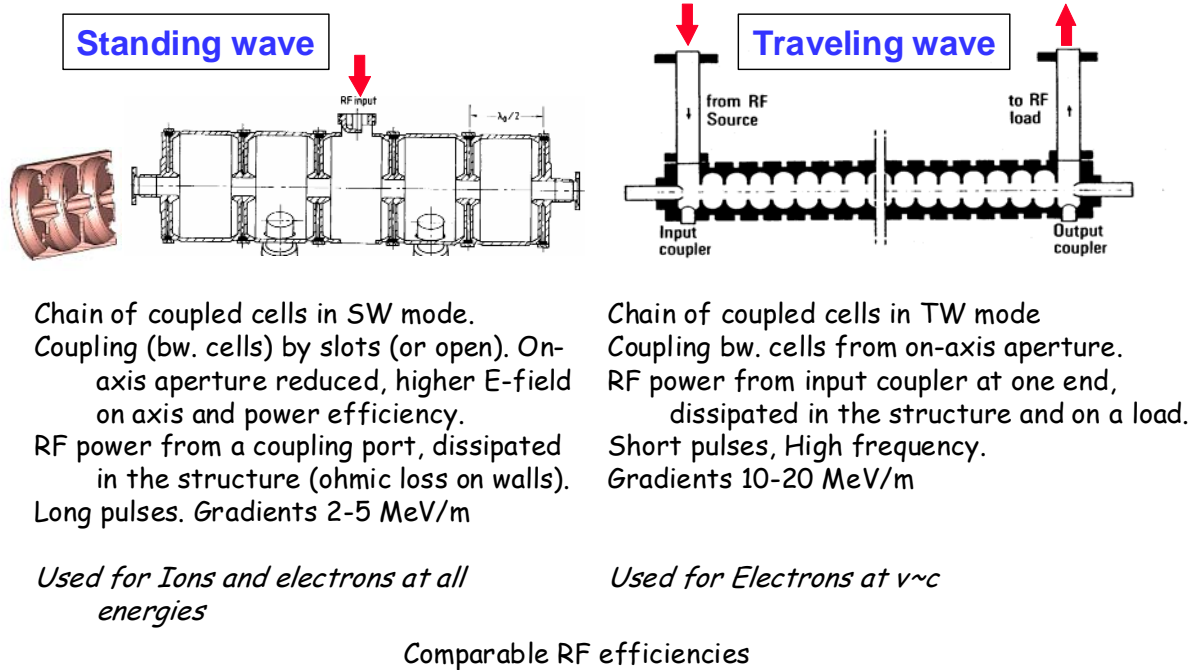 Standing wave
RF input
λ₀/2
Chain of coupled cells in SW mode.
Coupling (bw. cells) by slots (or open). On-
axis aperture reduced, higher E-field
on axis and power efficiency.
RF power from a coupling port, dissipated
in the structure (ohmic loss on walls).
Long pulses. Gradients 2-5 MeV/m
Used for Ions and electrons at all
energies
Traveling wave
from RF
Source
to RF
load
Input
coupler
Output
coupler
Chain of coupled cells in TW mode
Coupling bw. cells from on-axis aperture.
RF power from input coupler at one end,
dissipated in the structure and on a load.
Short pulses, High frequency.
Gradients 10-20 MeV/m
Used for Electrons at v~c
Comparable RF efficiencies